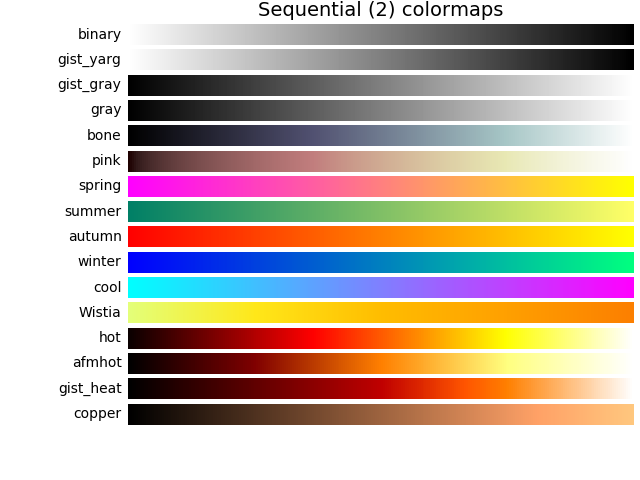 Sequential (2) colormaps
binary
gist_yarg
gist_gray
gray
bone
pink
spring
summer
autumn
winter
cool
Wistia
hot
afmhot
gist_heat
copper